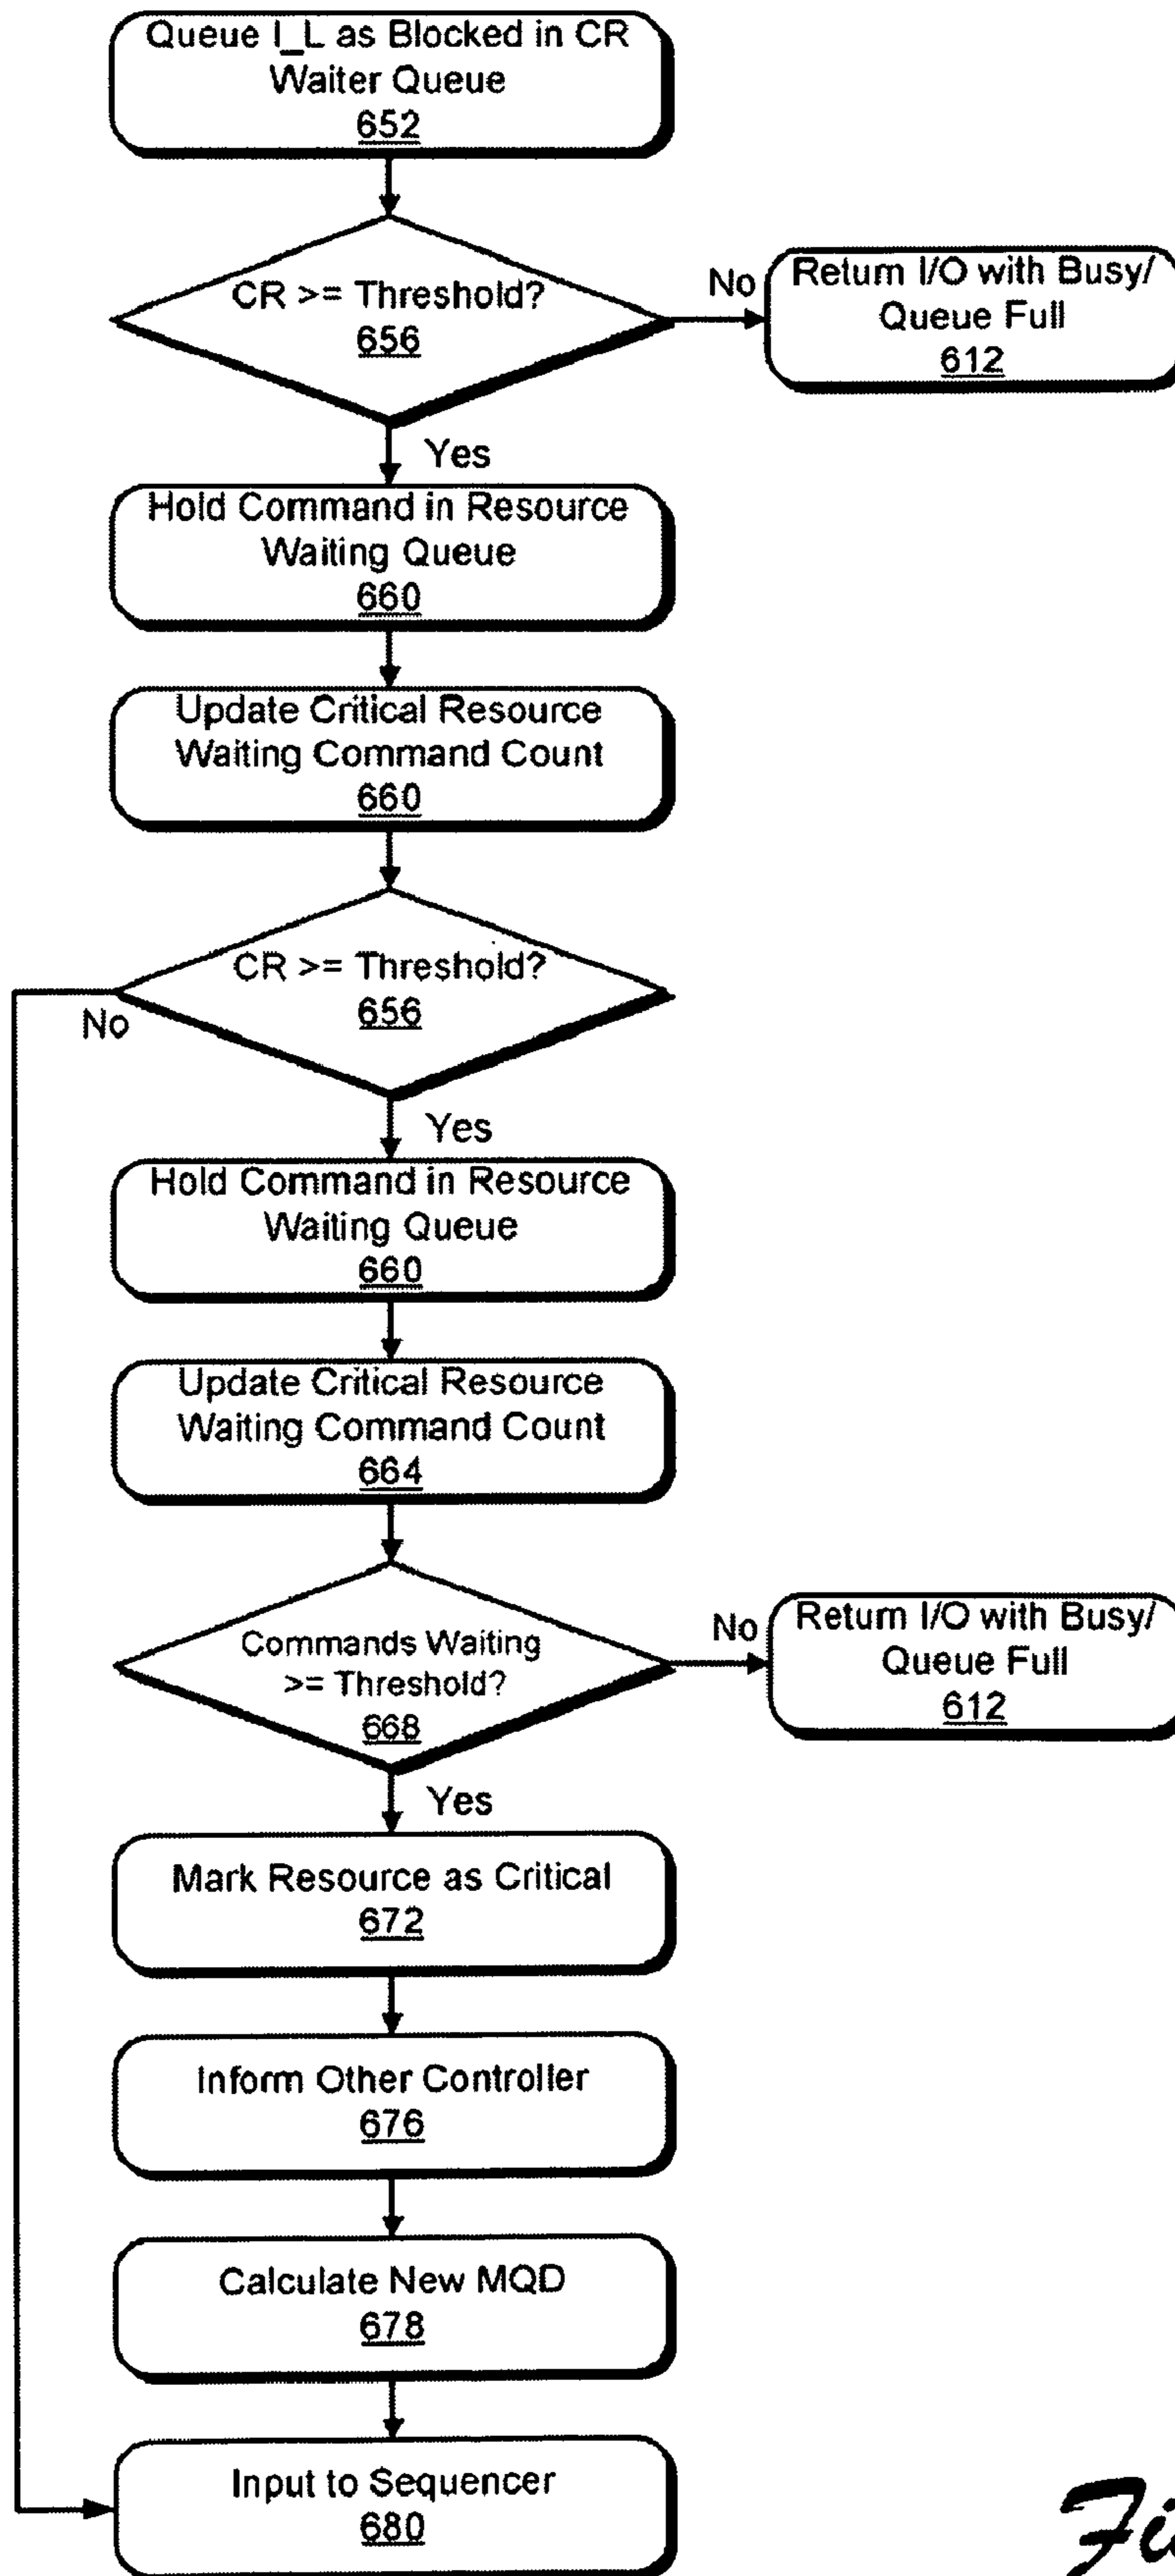 Queue I_L as Blocked in CR
Waiter Queue
652
CR >= Threshold?
656
No
Return I/O with Busy/
Queue Full
612
Yes
Hold Command in Resource
Waiting Queue
660
Update Critical Resource
Waiting Command Count
660
CR >= Threshold?
656
No
Yes
Hold Command in Resource
Waiting Queue
660
Update Critical Resource
Waiting Command Count
664
Commands Waiting
>= Threshold?
668
No
Return I/O with Busy/
Queue Full
612
Yes
Mark Resource as Critical
672
Inform Other Controller
676
Calculate New MQD
678
Input to Sequencer
680